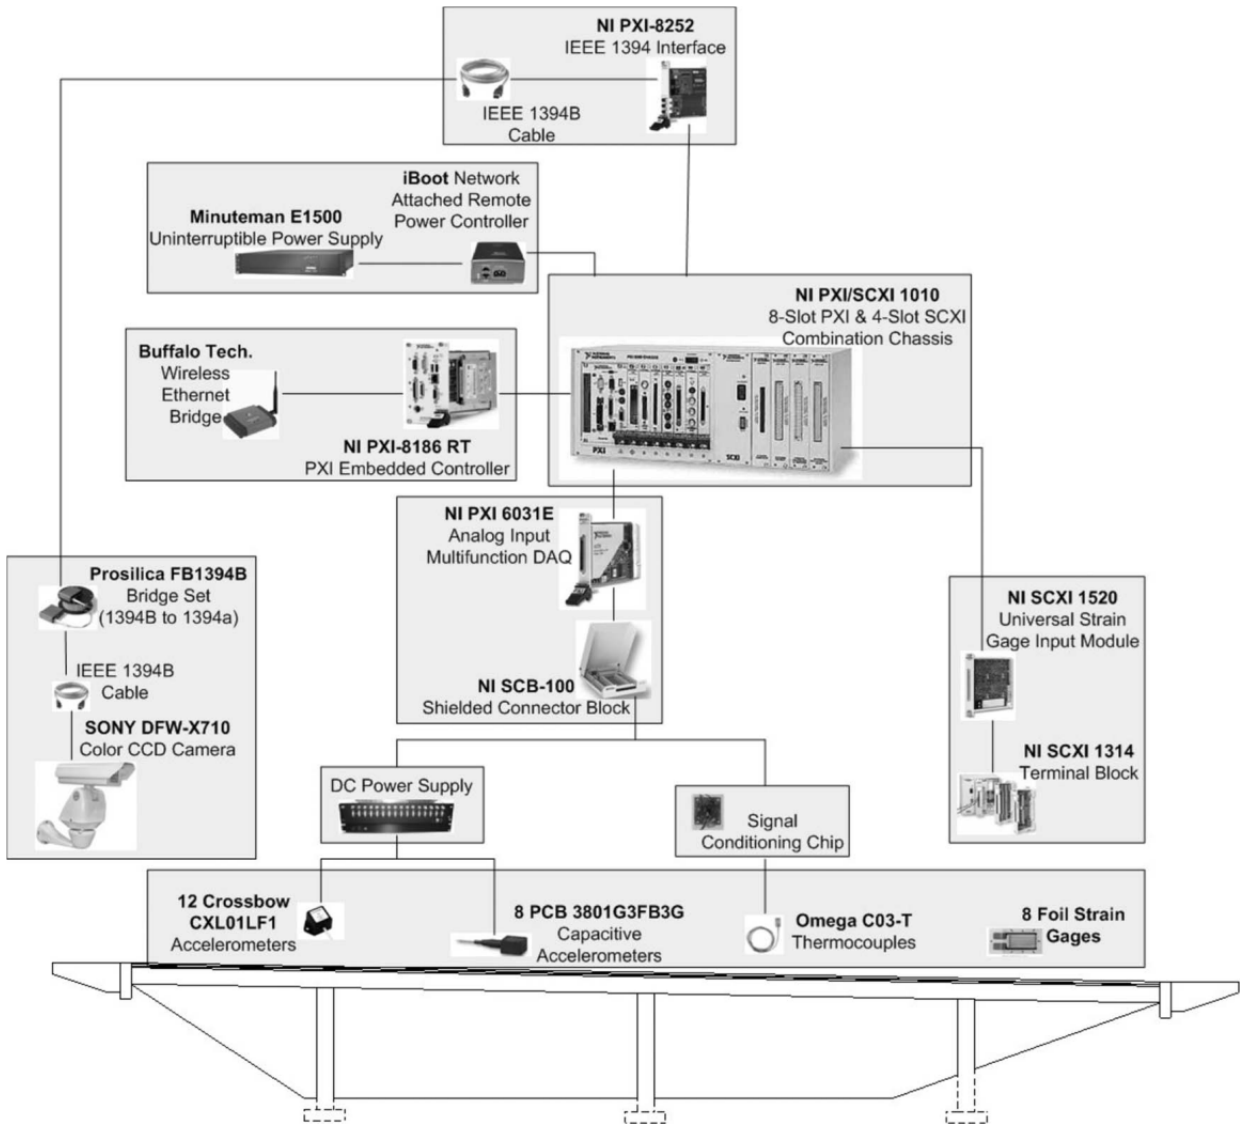 NI PXI-8252
IEEE 1394 Interface
IEEE 1394B
Cable
iBoot Network
Attached Remote
Power Controller
Minuteman E1500
Uninterruptible Power Supply
NI PXI/SCXI 1010
8-Slot PXI & 4-Slot SCXI
Combination Chassis
Buffalo Tech.
Wireless
Ethernet
Bridge
NI PXI-8186 RT
PXI Embedded Controller
PXI
SCXI
NI PXI 6031E
Analog Input
Multifunction DAQ
NI SCB-100
Shielded Connector Block
Prosilica FB1394B
Bridge Set
(1394B to 1394a)
IEEE 1394B
Cable
SONY DFW-X710
Color CCD Camera
NI SCXI 1520
Universal Strain
Gage Input Module
NI SCXI 1314
Terminal Block
DC Power Supply
Signal
Conditioning Chip
12 Crossbow
CXL01LF1
Accelerometers
8 PCB 3801G3FB3G
Capacitive
Accelerometers
Omega C03-T
Thermocouples
8 Foil Strain
Gages